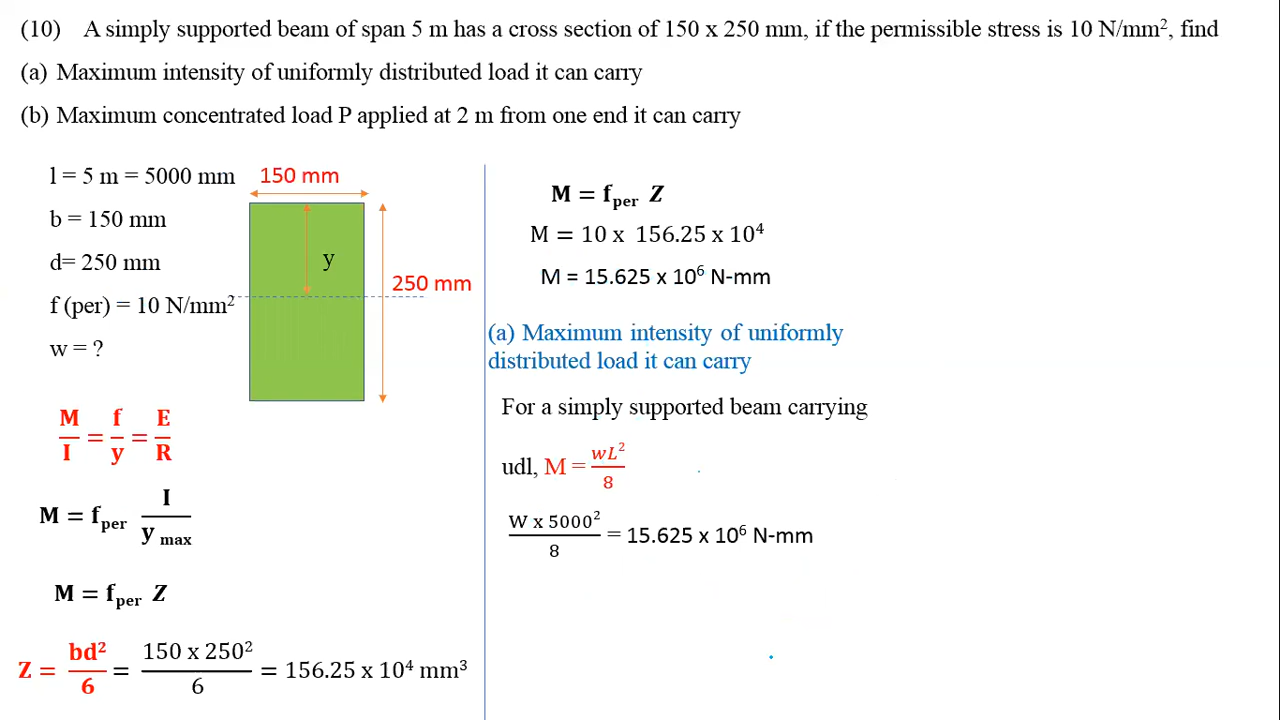 (10) A simply supported beam of span 5 m has a cross section of 150 x 250 mm, if the permissible stress is 10 N/mm², find
(a) Maximum intensity of uniformly distributed load it can carry
(b) Maximum concentrated load P applied at 2 m from one end it can carry
l = 5 m = 5000 mm
b = 150 mm
d= 250 mm
f (per) = 10 N/mm²
w = ?
150 mm
y
250 mm
M/I = f/y = E/R
M = f_per I/y_max
M = f_per Z
Z = bd²/6 = 150 x 250²/6 = 156.25 x 10⁴ mm³
M = f_per Z
M = 10 x 156.25 x 10⁴
M = 15.625 x 10⁶ N-mm
(a) Maximum intensity of uniformly
distributed load it can carry
For a simply supported beam carrying
udl, M = wL²/8
W x 5000²/8 = 15.625 x 10⁶ N-mm